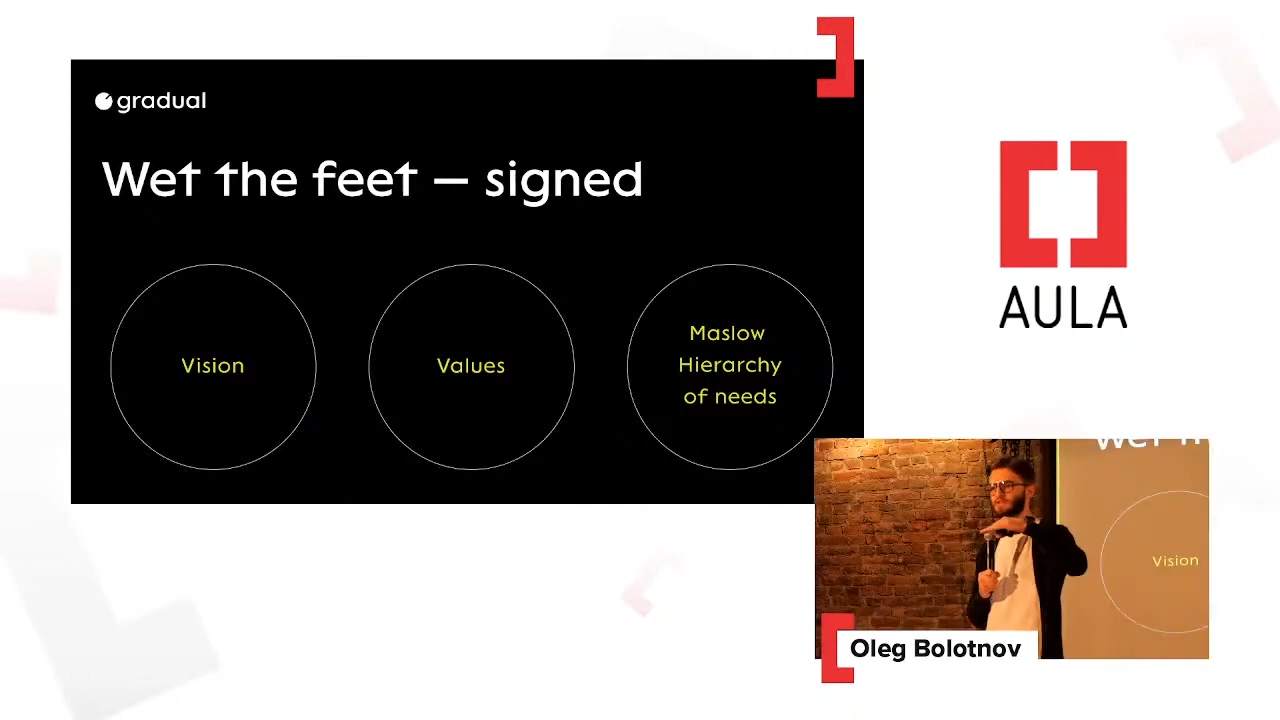 gradual
Wet the feet — signed
Vision
Values
Maslow
Hierarchy
of needs
AULA
Vision
Oleg Bolotnov